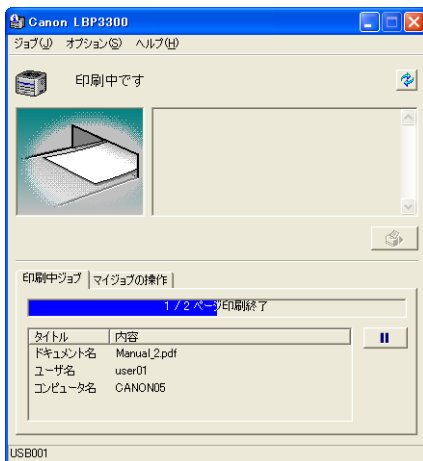 Canon LBP3300
ジョブ(J) オプション(S) ヘルプ(H)
印刷中です
印刷中ジョブ マイジョブの操作
1 / 2 ページ印刷終了
タイトル 内容
ドキュメント名 Manual_2.pdf
ユーザ名 user01
コンピュータ名 CANON05
USB001